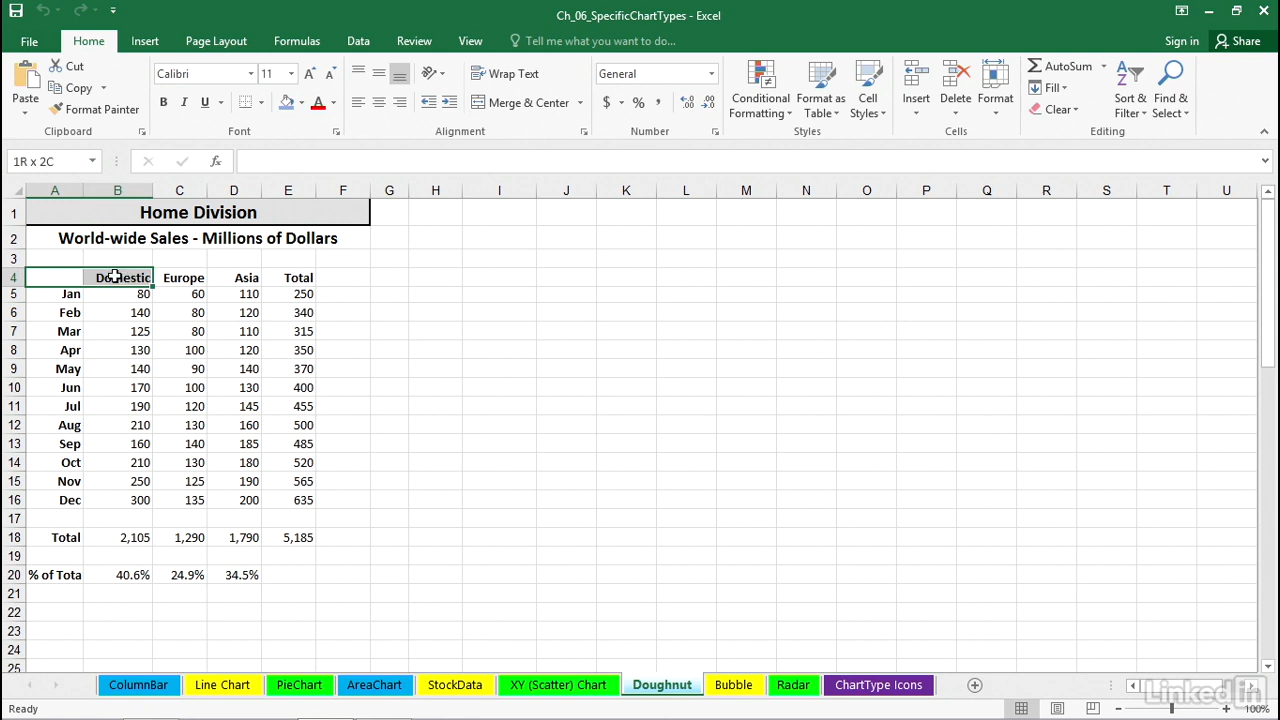 Ch_06_SpecificChartTypes - Excel
File Home Insert Page Layout Formulas Data Review View Tell me what you want to do... Sign in Share
Paste Cut Copy Format Painter Clipboard
Calibri 11 B I U A A A Font
Wrap Text Merge & Center Alignment
General $ % , Number
Conditional Formatting Format as Table Cell Styles Styles
Insert Delete Format Cells
AutoSum Fill Clear Sort & Filter Find & Select Editing
1R x 2C fx
A B C D E F G H I J K L M N O P Q R S T U
1 Home Division
2 World-wide Sales - Millions of Dollars
3
4 Domestic Europe Asia Total
5 Jan 80 60 110 250
6 Feb 140 80 120 340
7 Mar 125 80 110 315
8 Apr 130 100 120 350
9 May 140 90 140 370
10 Jun 170 100 130 400
11 Jul 190 120 145 455
12 Aug 210 130 160 500
13 Sep 160 140 185 485
14 Oct 210 130 180 520
15 Nov 250 125 190 565
16 Dec 300 135 200 635
17
18 Total 2,105 1,290 1,790 5,185
19
20 % of Tota 40.6% 24.9% 34.5%
21
22
23
24
25
ColumnBar Line Chart PieChart AreaChart StockData XY (Scatter) Chart Doughnut Bubble Radar ChartType Icons
LinkedIn
Ready 100%